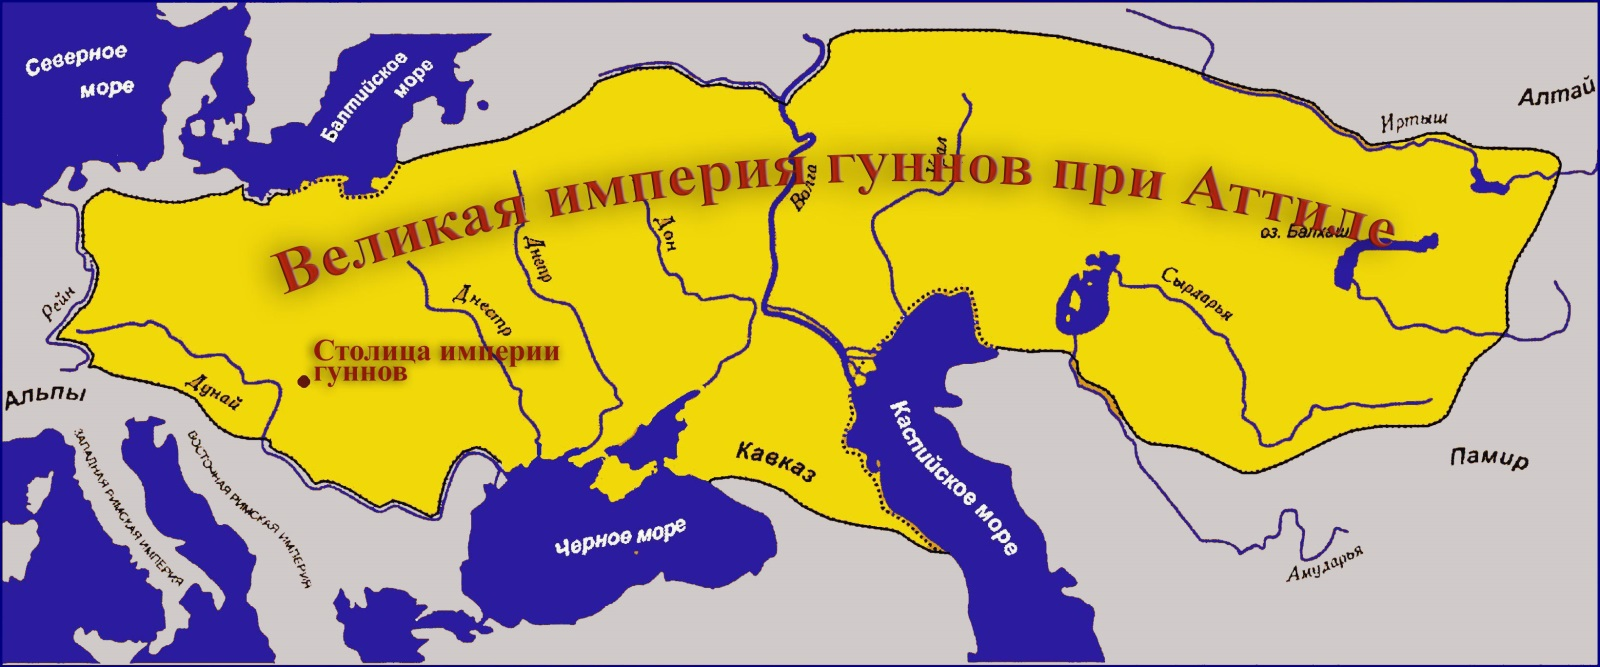 Северное
море
Балтийское
море
Алтай
Иртыш
Великая империя гуннов при Аттиле
Волга
Урал
Дон
Днепр
Днестр
оз. Балхаш
Сырдарья
Рейн
Столица империи
гуннов
Дунай
Альпы
ЗАПАДНАЯ РИМСКАЯ ИМПЕРИЯ
ВОСТОЧНАЯ РИМСКАЯ ИМПЕРИЯ
Кавказ
Каспийское море
Памир
Черное море
Амударья